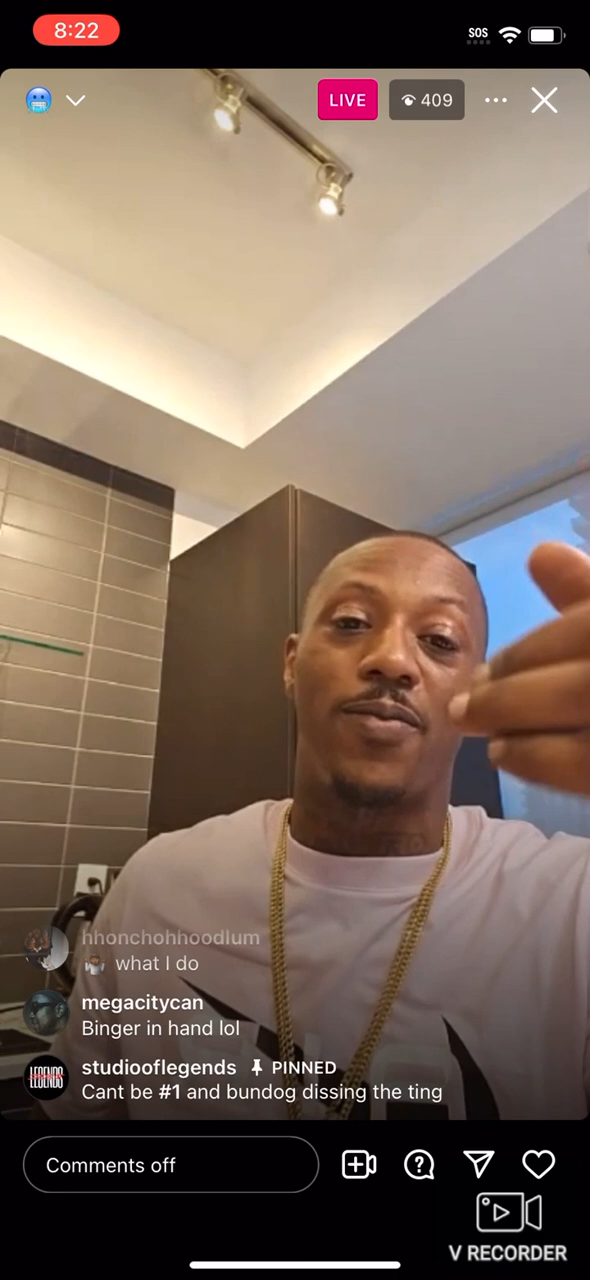 8:22
SOS
LIVE
409
hhonchohhoodlum
what I do
megacitycan
Binger in hand lol
LEGENDS
studiooflegends PINNED
Cant be #1 and bundog dissing the ting
Comments off
V RECORDER